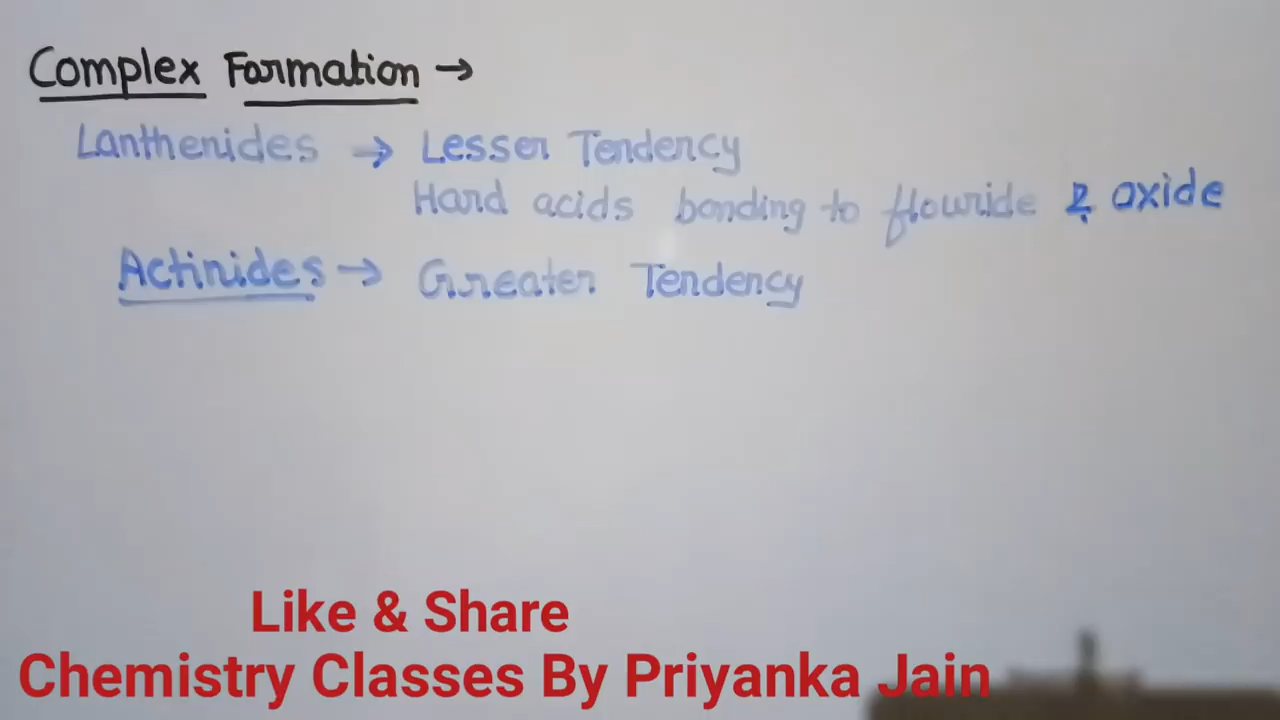 Complex Formation →
Lanthenides → Lesser Tendency
Hard acids bonding to flouride & oxide
Actinides → Greater Tendency
Like & Share
Chemistry Classes By Priyanka Jain